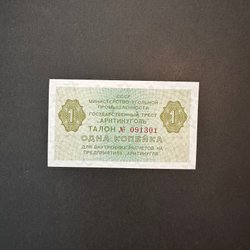 СССР
МИНИСТЕРСТВО УГОЛЬНОЙ
ПРОМЫШЛЕННОСТИ
ГОСУДАРСТВЕННЫЙ ТРЕСТ
"АРКТИКУГОЛЬ"
ТАЛОН № 091301
1 1
ОДНА КОПЕЙКА
ДЛЯ ВНУТРЕННИХ РАСЧЕТОВ НА
ПРЕДПРИЯТИЯХ „АРКТИКУГЛЯ"